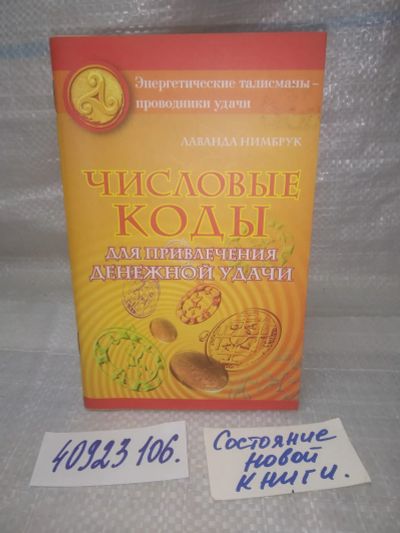 Энергетические талисманы –
проводники удачи
ЛАВАНДА НИМБРУК
ЧИСЛОВЫЕ
КОДЫ
ДЛЯ ПРИВЛЕЧЕНИЯ
ДЕНЕЖНОЙ УДАЧИ
40923106.
Состояние
новой
книги.